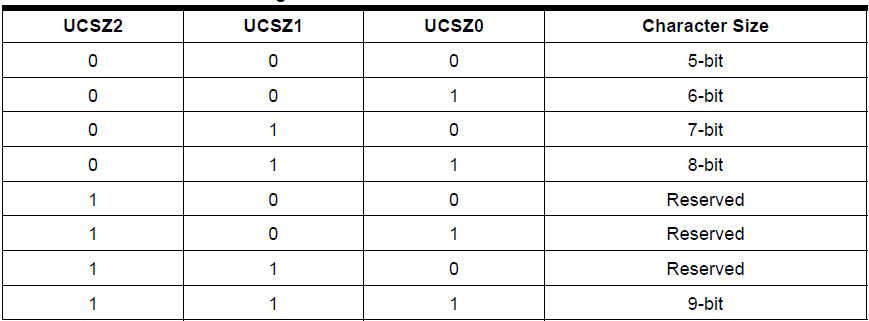 UCSZ2 UCSZ1 UCSZ0 Character Size
0 0 0 5-bit
0 0 1 6-bit
0 1 0 7-bit
0 1 1 8-bit
1 0 0 Reserved
1 0 1 Reserved
1 1 0 Reserved
1 1 1 9-bit